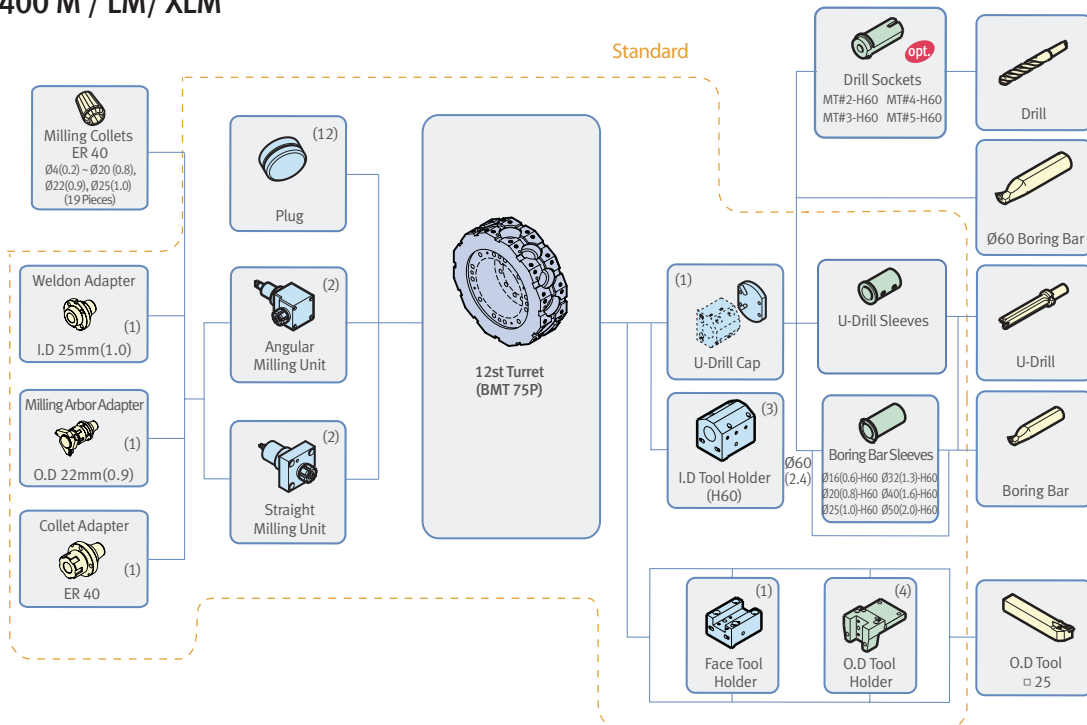 400 M / LM/ XLM
Standard
Milling Collets
ER 40
Ø4(0.2) ~ Ø20 (0.8),
Ø22(0.9), Ø25(1.0)
(19 Pieces)
Weldon Adapter
(1)
I.D 25mm(1.0)
Milling Arbor Adapter
(1)
O.D 22mm(0.9)
Collet Adapter
(1)
ER 40
(12)
Plug
(2)
Angular
Milling Unit
(2)
Straight
Milling Unit
12st Turret
(BMT 75P)
(1)
U-Drill Cap
(3)
I.D Tool Holder
(H60)
Ø60
(2.4)
opt.
Drill Sockets
MT#2-H60 MT#4-H60
MT#3-H60 MT#5-H60
U-Drill Sleeves
Boring Bar Sleeves
Ø16(0.6)-H60 Ø32(1.3)-H60
Ø20(0.8)-H60 Ø40(1.6)-H60
Ø25(1.0)-H60 Ø50(2.0)-H60
(1)
Face Tool
Holder
(4)
O.D Tool
Holder
Drill
Ø60 Boring Bar
U-Drill
Boring Bar
O.D Tool
□ 25